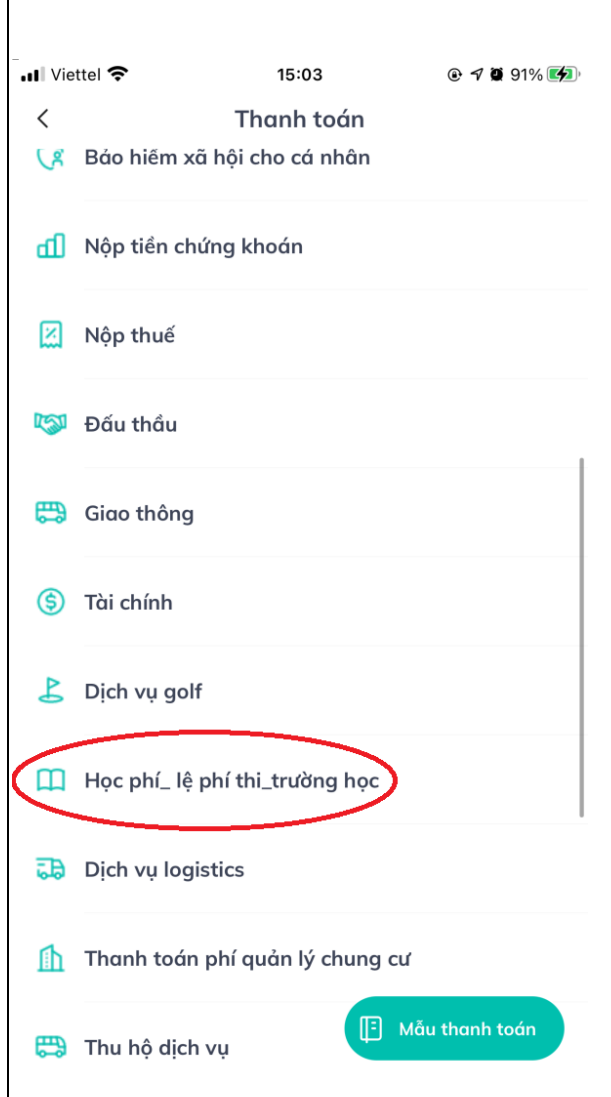 Viettel 15:03 91%
Thanh toán
Bảo hiểm xã hội cho cá nhân
Nộp tiền chứng khoán
Nộp thuế
Đấu thầu
Giao thông
Tài chính
Dịch vụ golf
Học phí_ lệ phí thi_trường học
Dịch vụ logistics
Thanh toán phí quản lý chung cư
Mẫu thanh toán
Thu hộ dịch vụ